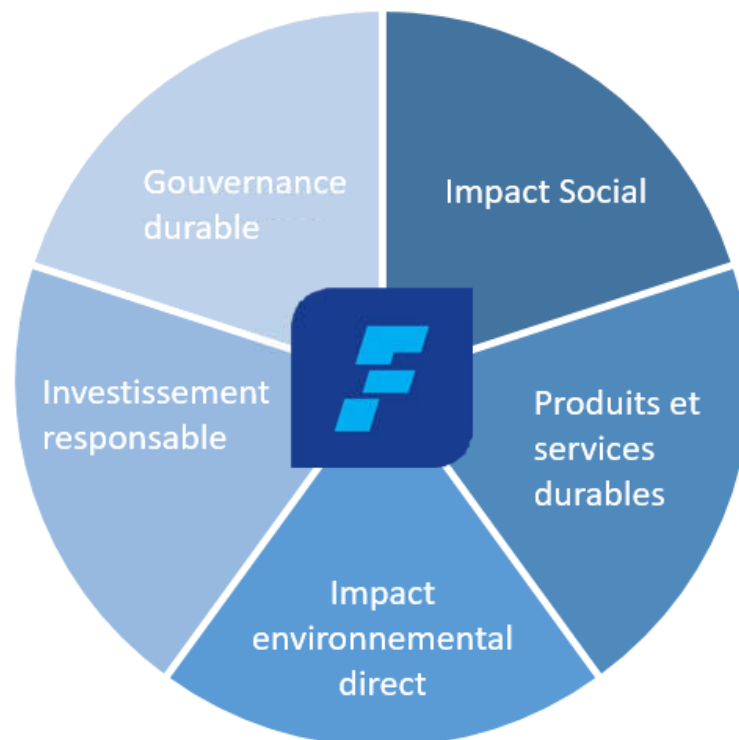 Gouvernance
durable
Impact Social
Investissement
responsable
Produits et
services
durables
Impact
environnemental
direct